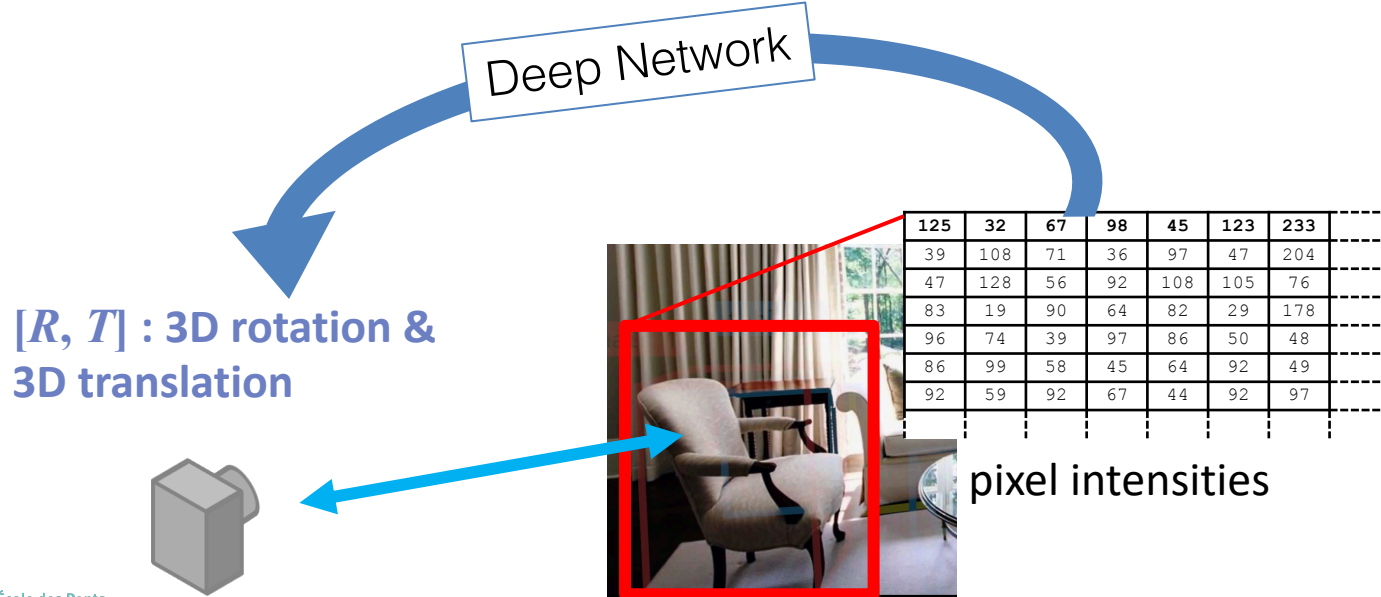 Deep Network
[R, T] : 3D rotation &
3D translation
125 32 67 98 45 123 233
39 108 71 36 97 47 204
47 128 56 92 108 105 76
83 19 90 64 82 29 178
96 74 39 97 86 50 48
86 99 58 45 64 92 49
92 59 92 67 44 92 97
pixel intensities
École des Ponts